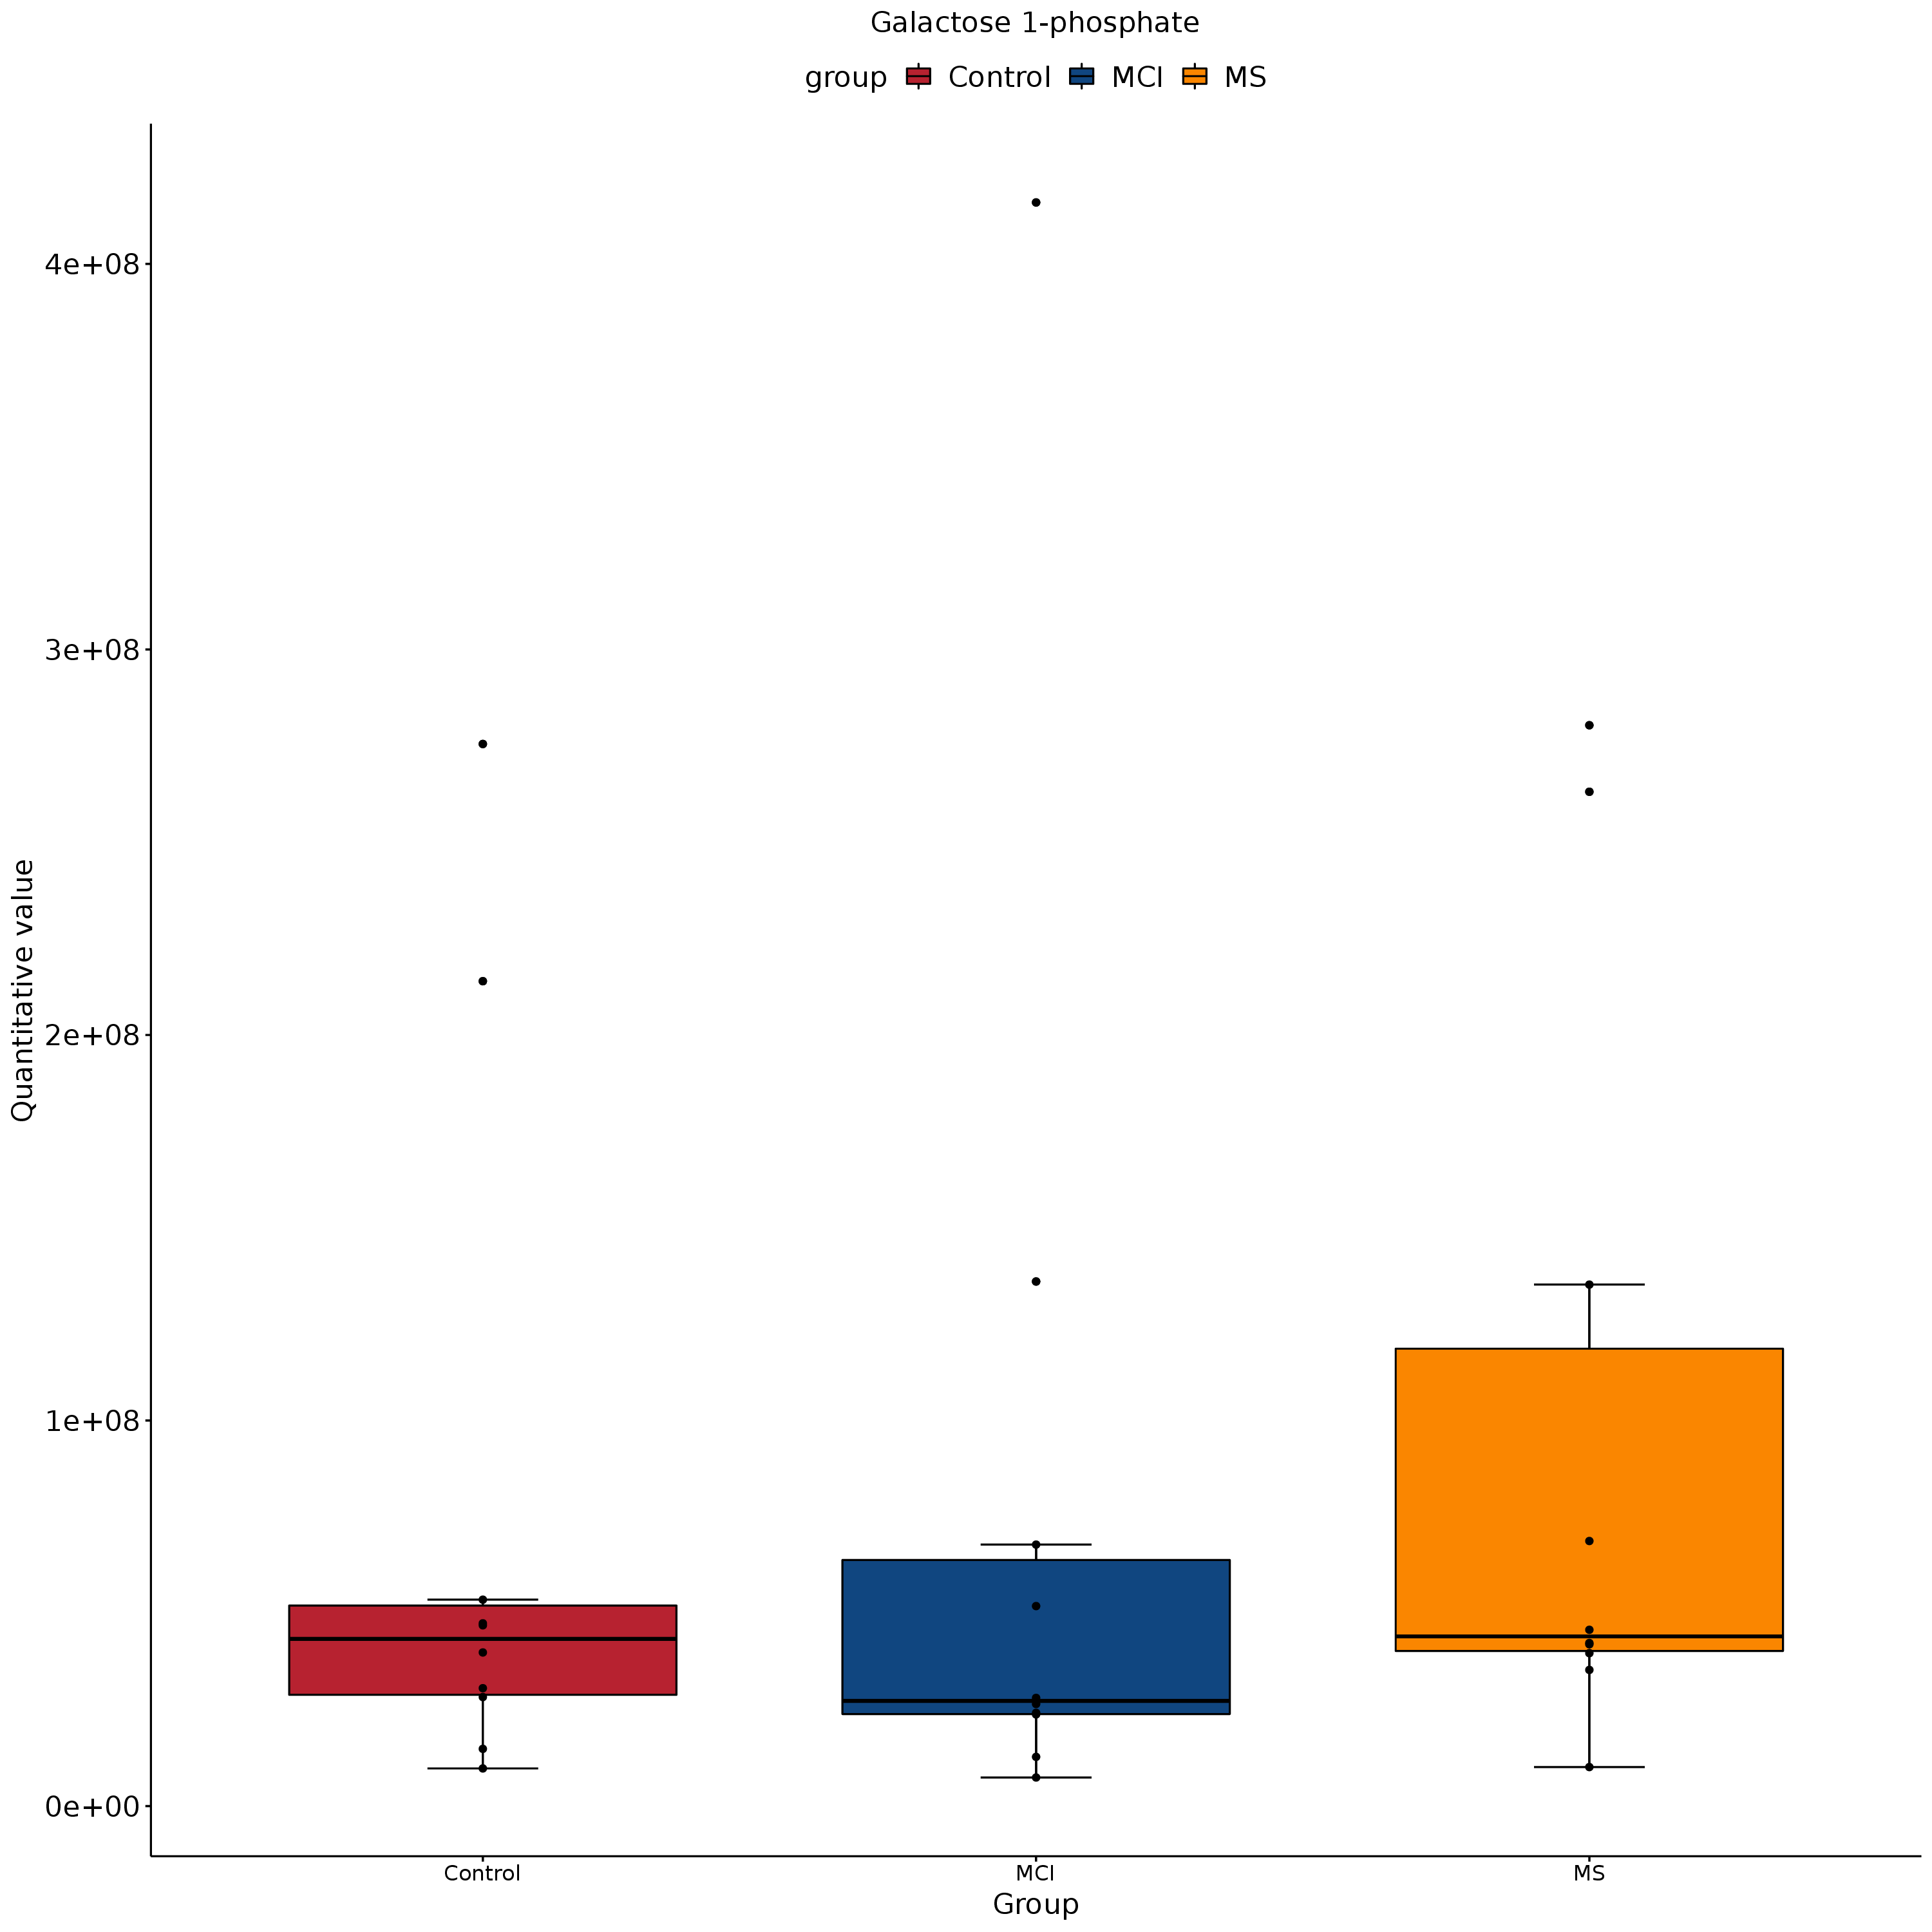 Galactose 1-phosphate
group Control MCI MS
Quantitative value
4e+08
3e+08
2e+08
1e+08
0e+00
Control MCI MS
Group